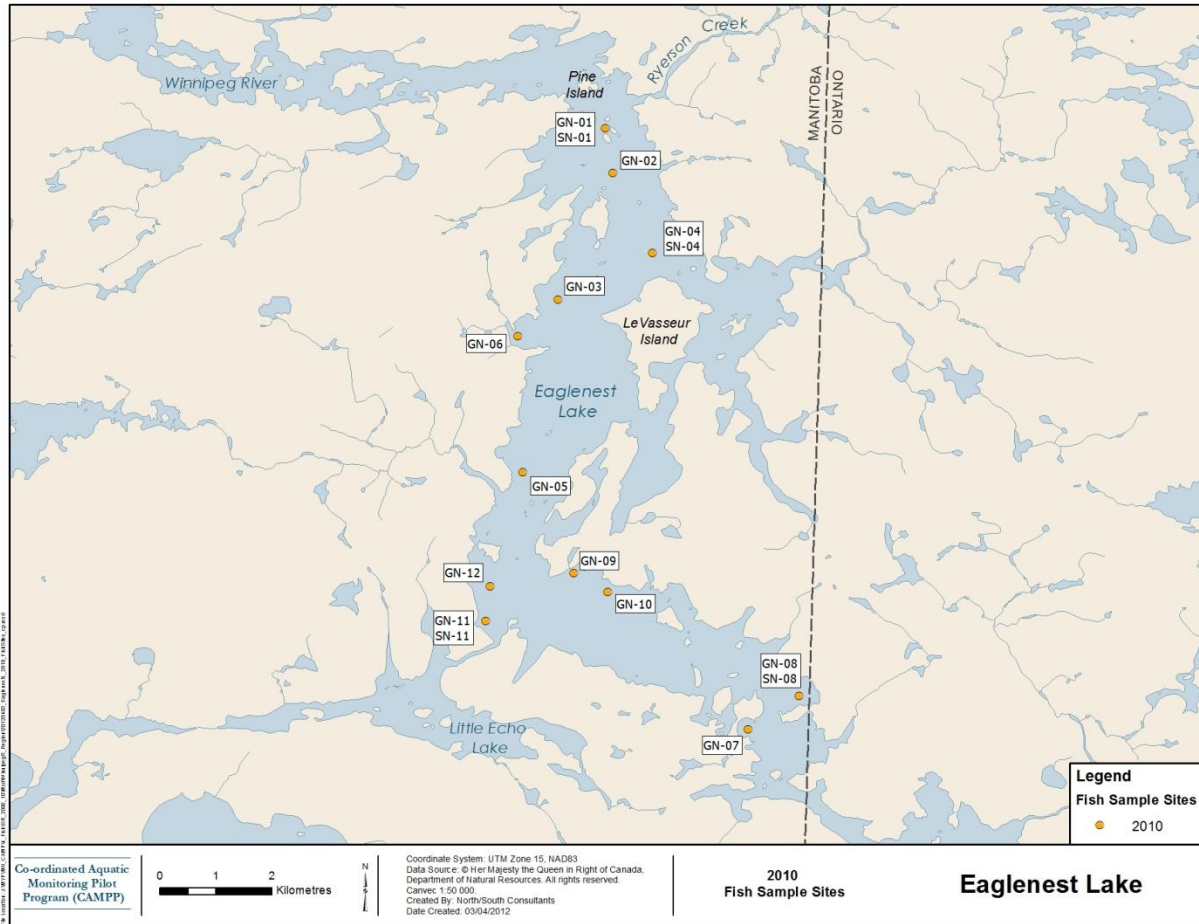 Winnipeg River
Pine
Island
Ryerson Creek
MANITOBA
ONTARIO
GN-01
SN-01
GN-02
GN-04
SN-04
GN-03
GN-06
LeVasseur
Island
Eaglenest
Lake
GN-05
GN-09
GN-12
GN-10
GN-11
SN-11
GN-08
SN-08
GN-07
Little Echo
Lake
Legend
Fish Sample Sites
2010
Co-ordinated Aquatic
Monitoring Pilot
Program (CAMPP)
0 1 2
Kilometres
N
Coordinate System: UTM Zone 15, NAD83
Data Source: © Her Majesty the Queen in Right of Canada,
Department of Natural Resources. All rights reserved.
Canvec 1:50 000.
Created By: North/South Consultants
Date Created: 03/04/2012
2010
Fish Sample Sites
Eaglenest Lake